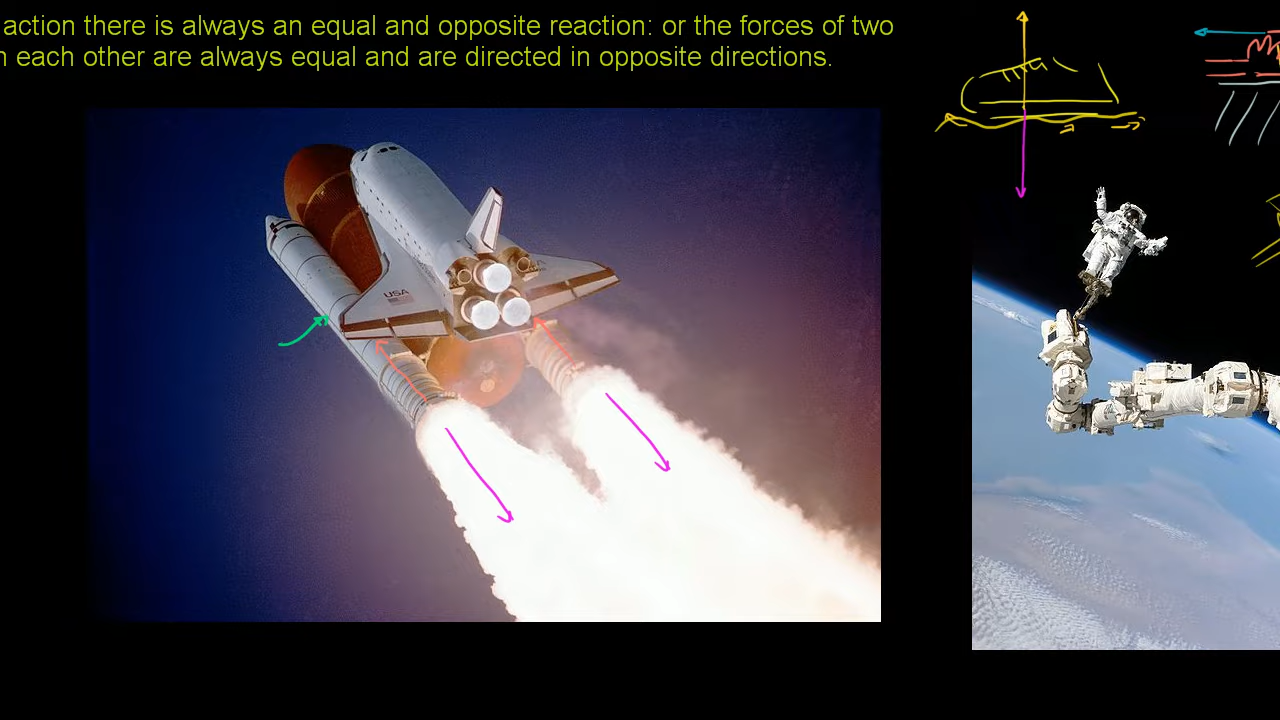 action there is always an equal and opposite reaction: or the forces of two
each other are always equal and are directed in opposite directions.
USA